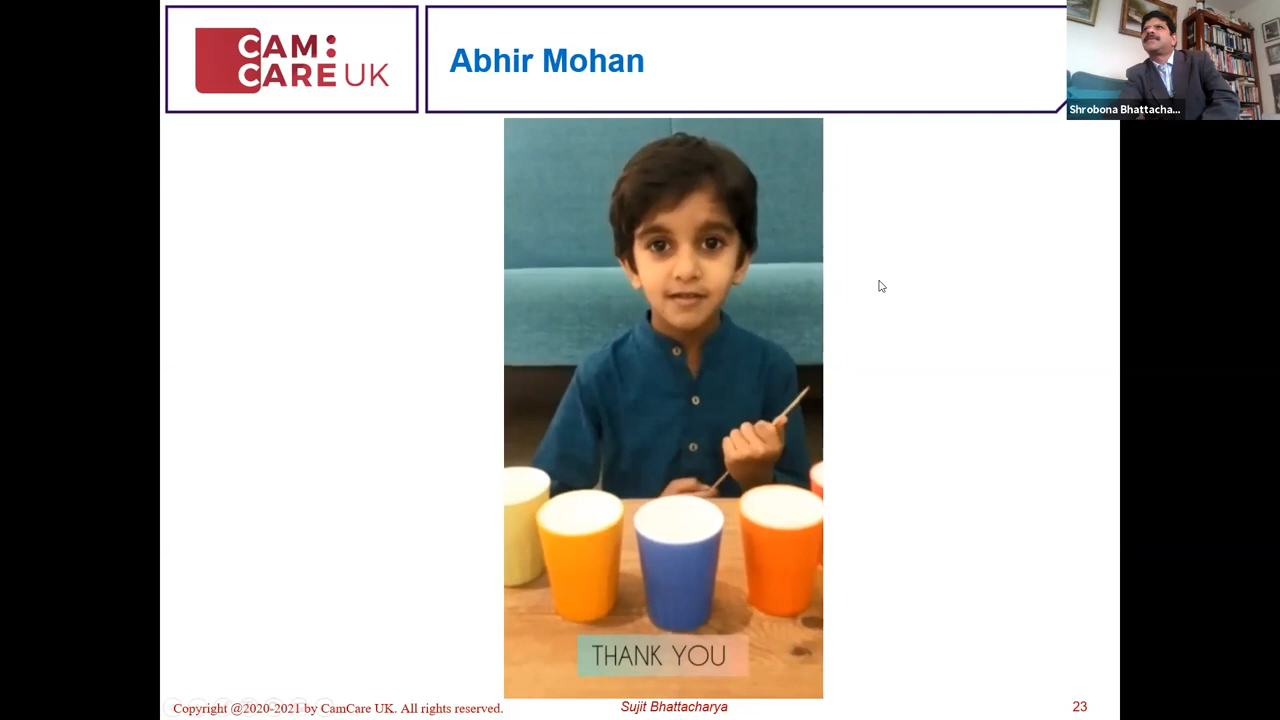 CAM:
CARE UK
Abhir Mohan
Shrobona Bhattacha...
THANK YOU
Copyright @2020-2021 by CamCare UK. All rights reserved.
Sujit Bhattacharya
23